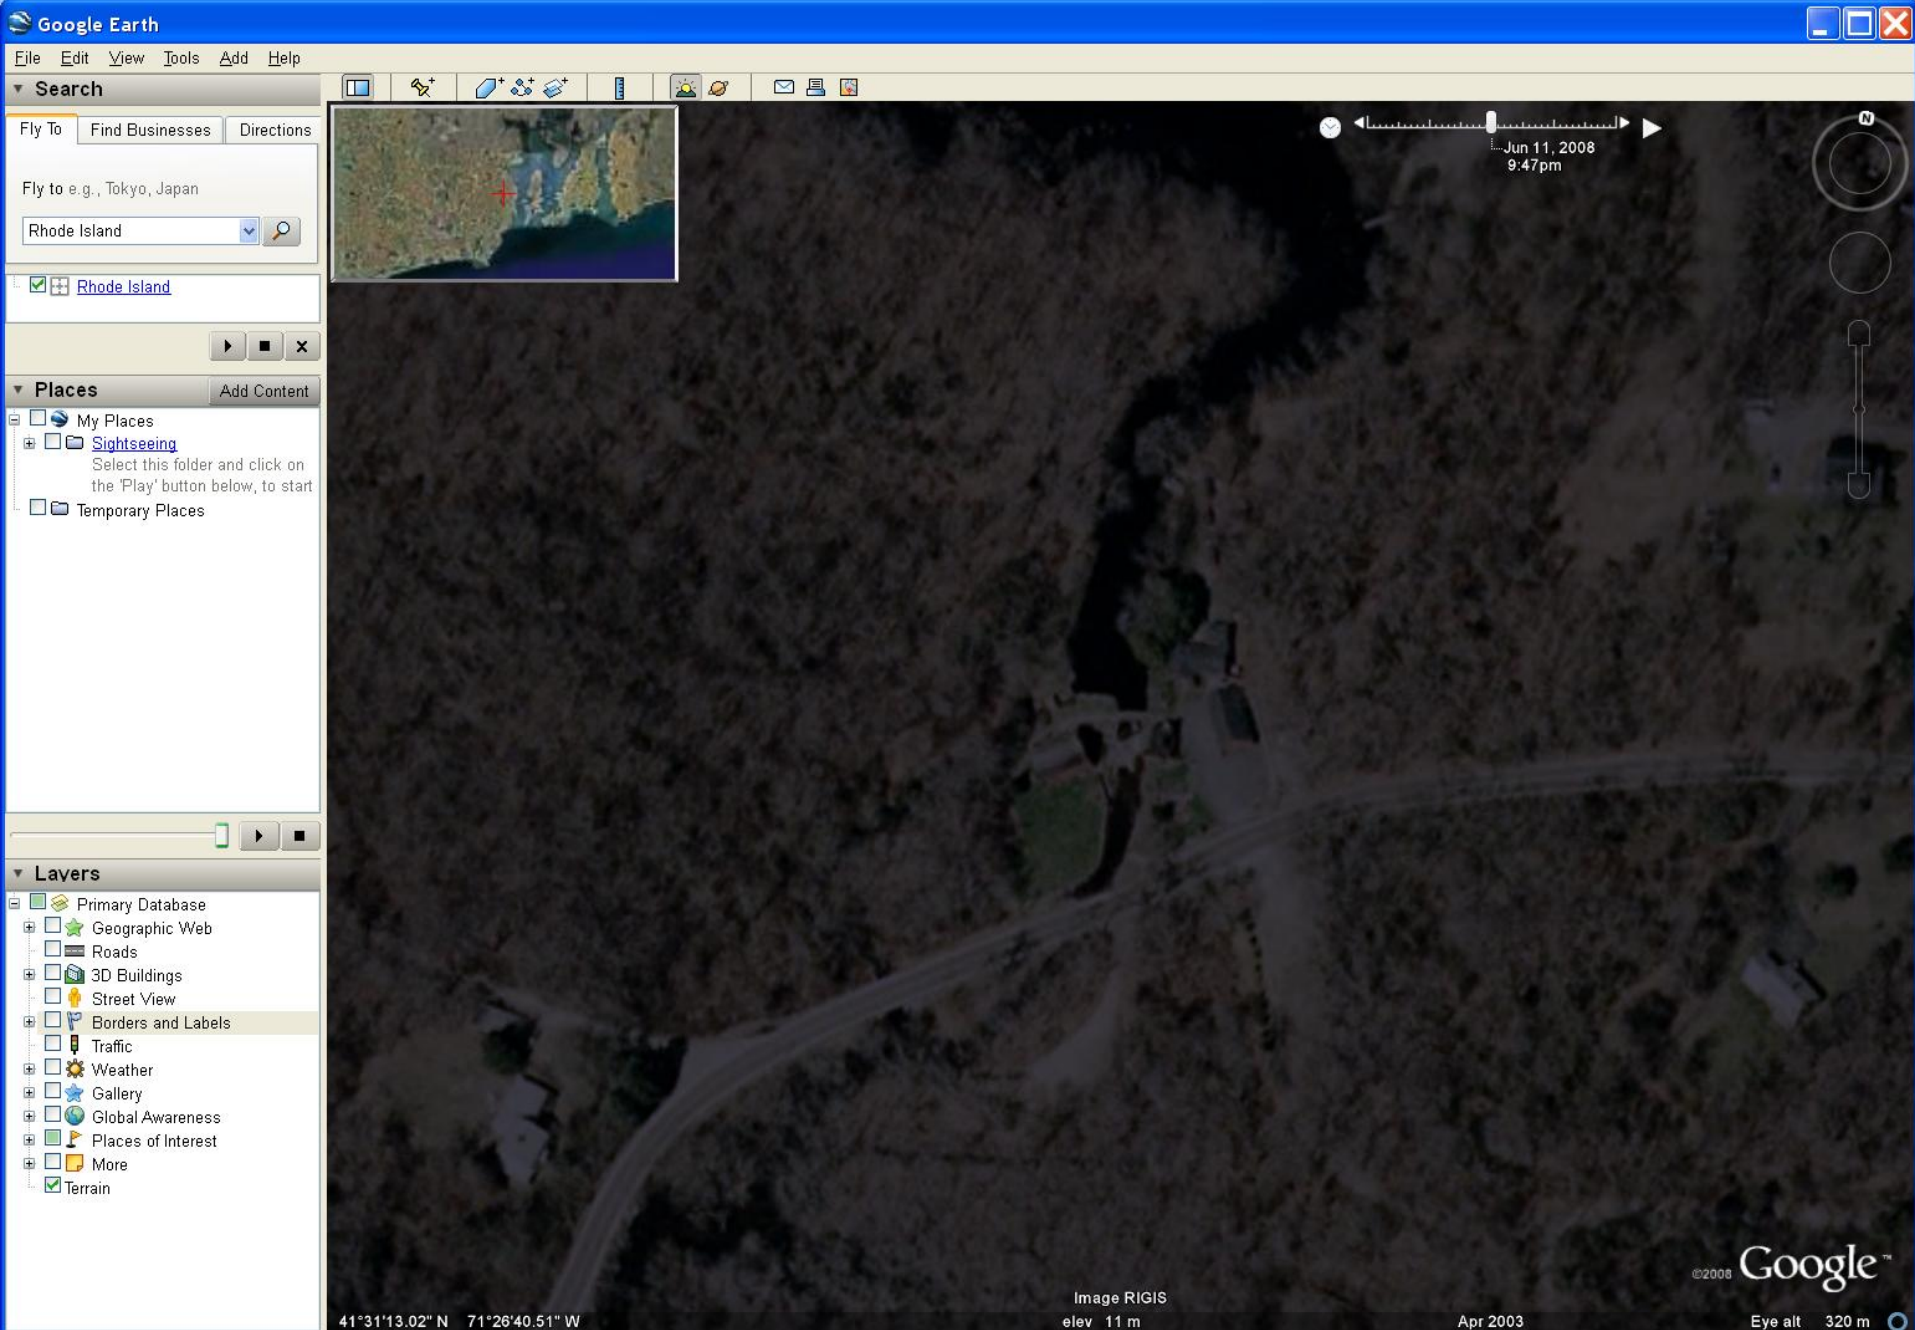 Google Earth
File Edit View Tools Add Help
Search
Fly To Find Businesses Directions
Fly to e.g., Tokyo, Japan
Rhode Island
Rhode Island
Places Add Content
My Places
Sightseeing
Select this folder and click on
the 'Play' button below, to start
Temporary Places
Layers
Primary Database
Geographic Web
Roads
3D Buildings
Street View
Borders and Labels
Traffic
Weather
Gallery
Global Awareness
Places of Interest
More
Terrain
Jun 11, 2008
9:47pm
N
©2008 Google™
Image RIGIS
41°31'13.02" N 71°26'40.51" W elev 11 m Apr 2003 Eye alt 320 m